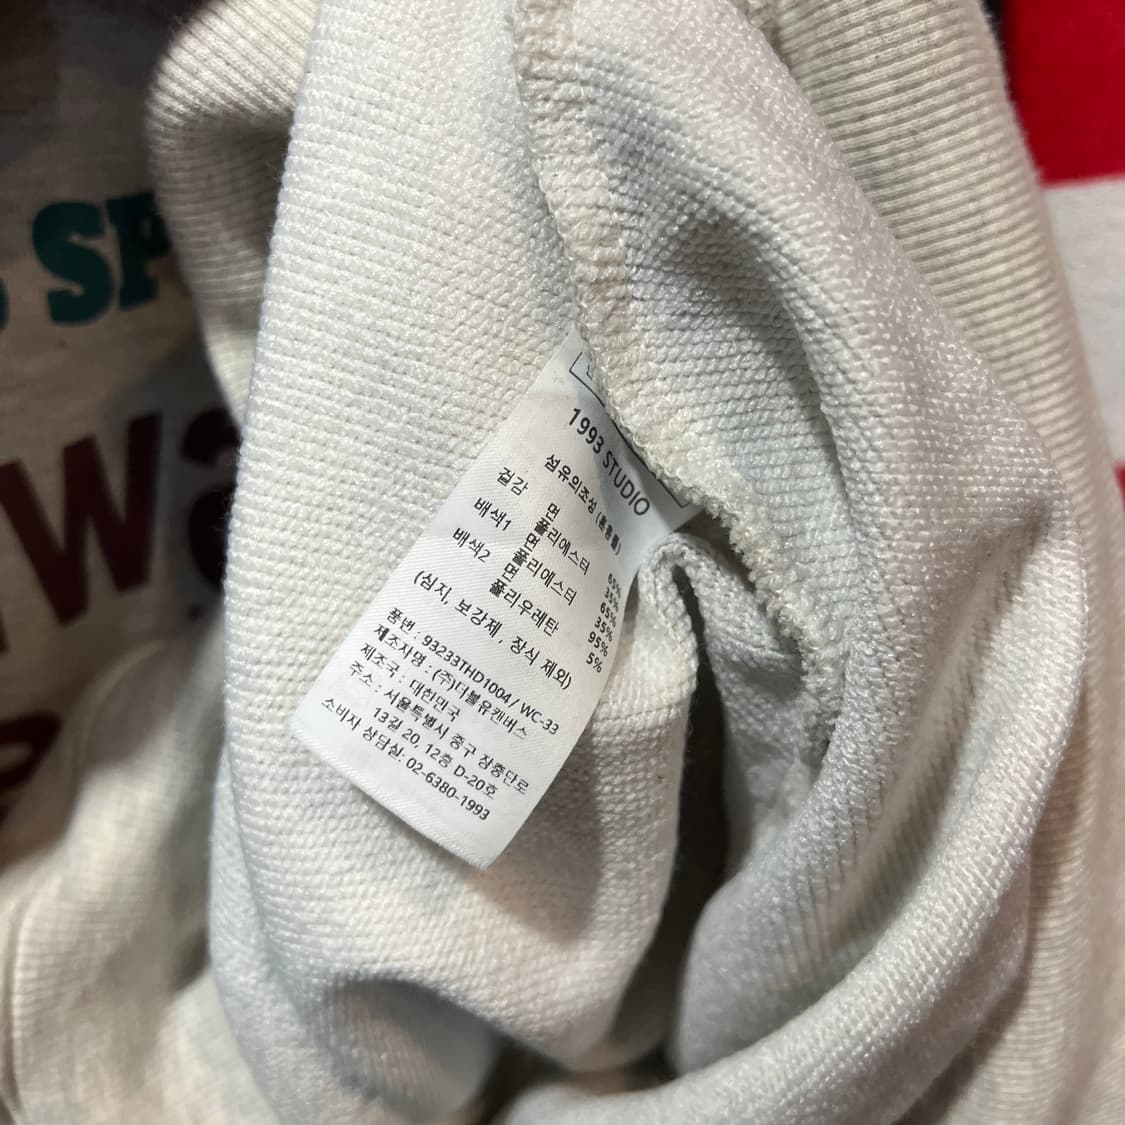 SP
W
1993 STUDIO
섬유의조성 (혼용률)
겉감 면 65%
폴리에스터 35%
배색1 면 65%
폴리에스터 35%
배색2 면 95%
폴리우레탄 5%
(심지, 보강제, 장식 제외)
품번 : 93233THD1004 / WC-33
제조자명 : (주)더블유캔버스
제조국 : 대한민국
주소 : 서울특별시 중구 장충단로
13길 20, 12층 D-20호
소비자 상담실: 02-6380-1993